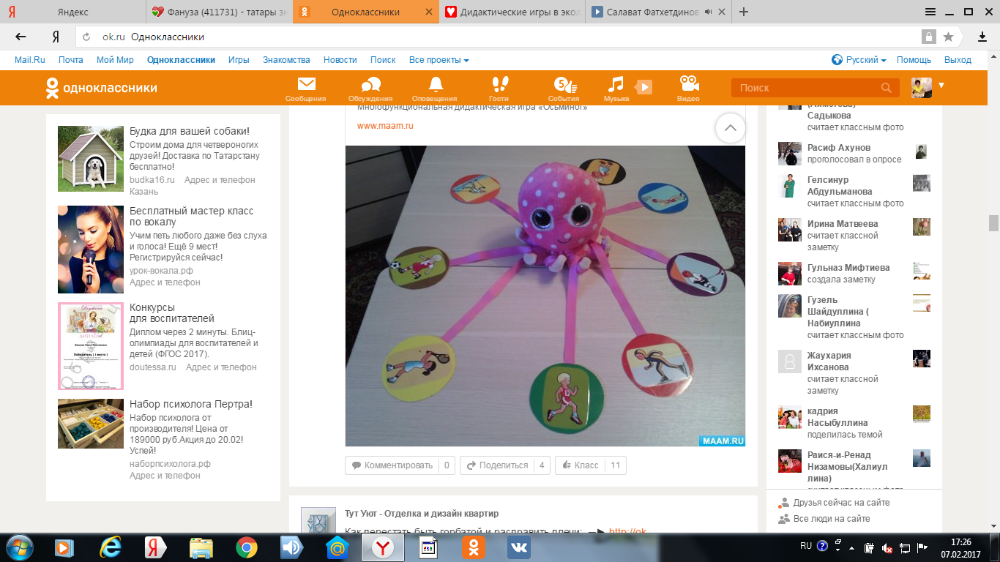 Яндекс
Фануза (411731) - татары зн
Одноклассники
Дидактические игры в экол
Салават Фатхетдинов
ok.ru Одноклассники
Mail.Ru Почта Мой Мир Одноклассники Игры Знакомства Новости Поиск Все проекты
Русский Помощь Выход
одноклассники
Сообщения Обсуждения Оповещения Гости События Музыка Видео
5
Поиск
Будка для вашей собаки!
Строим дома для четвероногих
друзей! Доставка по Татарстану
бесплатно!
budka16.ru Адрес и телефон
Казань
Бесплатный мастер класс
по вокалу
Учим петь любого даже без слуха
и голоса! Ещё 9 мест!
Регистрируйся сейчас!
урок-вокала.рф
Адрес и телефон
Конкурсы
для воспитателей
Диплом через 2 минуты. Блиц-
олимпиады для воспитателей и
детей (ФГОС 2017).
doutessa.ru Адрес и телефон
Набор психолога Пертра!
Набор психолога от
производителя! Цена от
189000 руб.Акция до 20.02!
Успей!
наборпсихолога.рф
Адрес и телефон
Многофункциональная дидактическая игра «Осьминог»
www.maam.ru
MAAM.RU
Комментировать 0 Поделиться 4 Класс 11
Тут Уют - Отделка и дизайн квартир
Как перестать быть горбатой и расправить плечи: —► http://ok
(Ахметова)
Садыкова
считает классным фото
Расиф Ахунов
проголосовал в опросе
Гелсинур
Абдульманова
считает классным фото
Ирина Матвеева
считает классной
заметку
Гульназ Мифтиева
создала заметку
Гузель
Шайдуллина (
Набиуллина
считает классным фото
Жаухария
Ихсанова
считает классной
заметку
кадрия
Насыбуллина
поделилась темой
Раися-и-Ренад
Низамовы(Халиул
лина)
считает классным фото
Друзья сейчас на сайте
Все люди на сайте
RU
17:26
07.02.2017